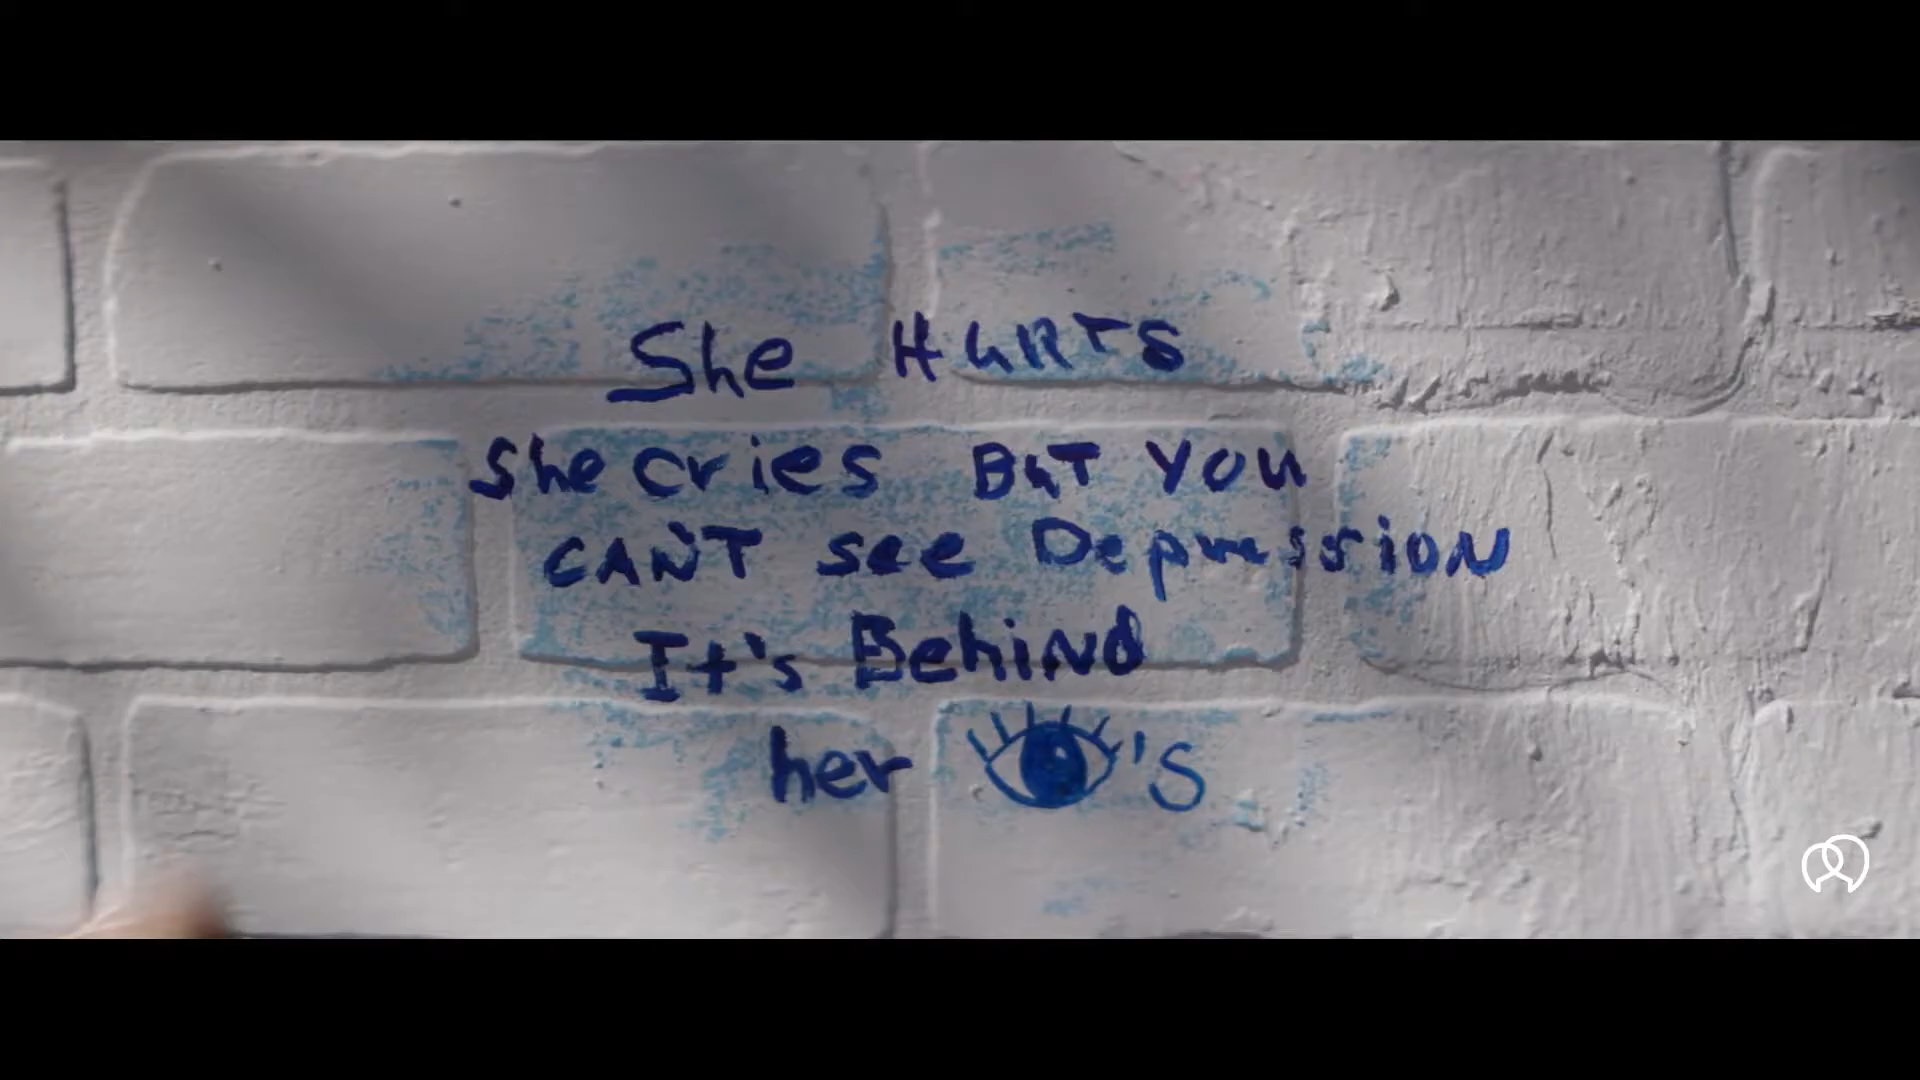 She HURTS
She cries BUT YOU
CAN'T see Depression
It's BehiNd
her 👁's